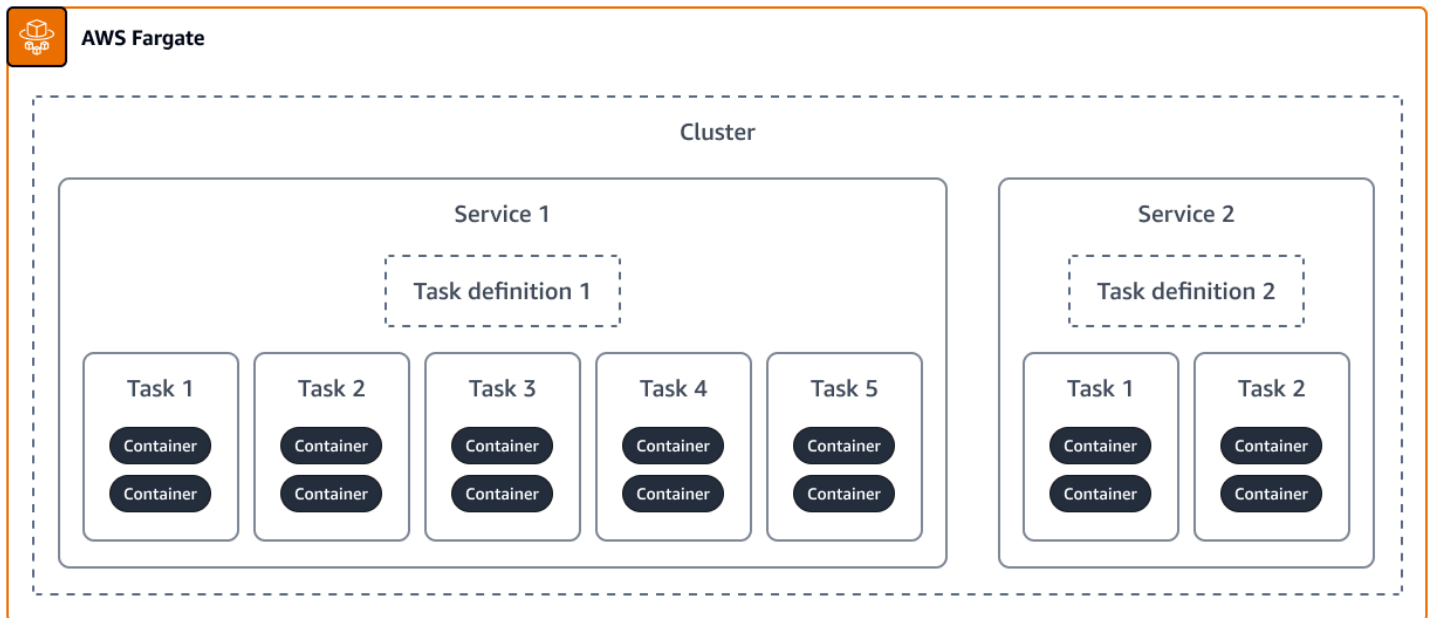 AWS Fargate
Cluster
Service 1
Task definition 1
Task 1
Container
Container
Task 2
Container
Container
Task 3
Container
Container
Task 4
Container
Container
Task 5
Container
Container
Service 2
Task definition 2
Task 1
Container
Container
Task 2
Container
Container